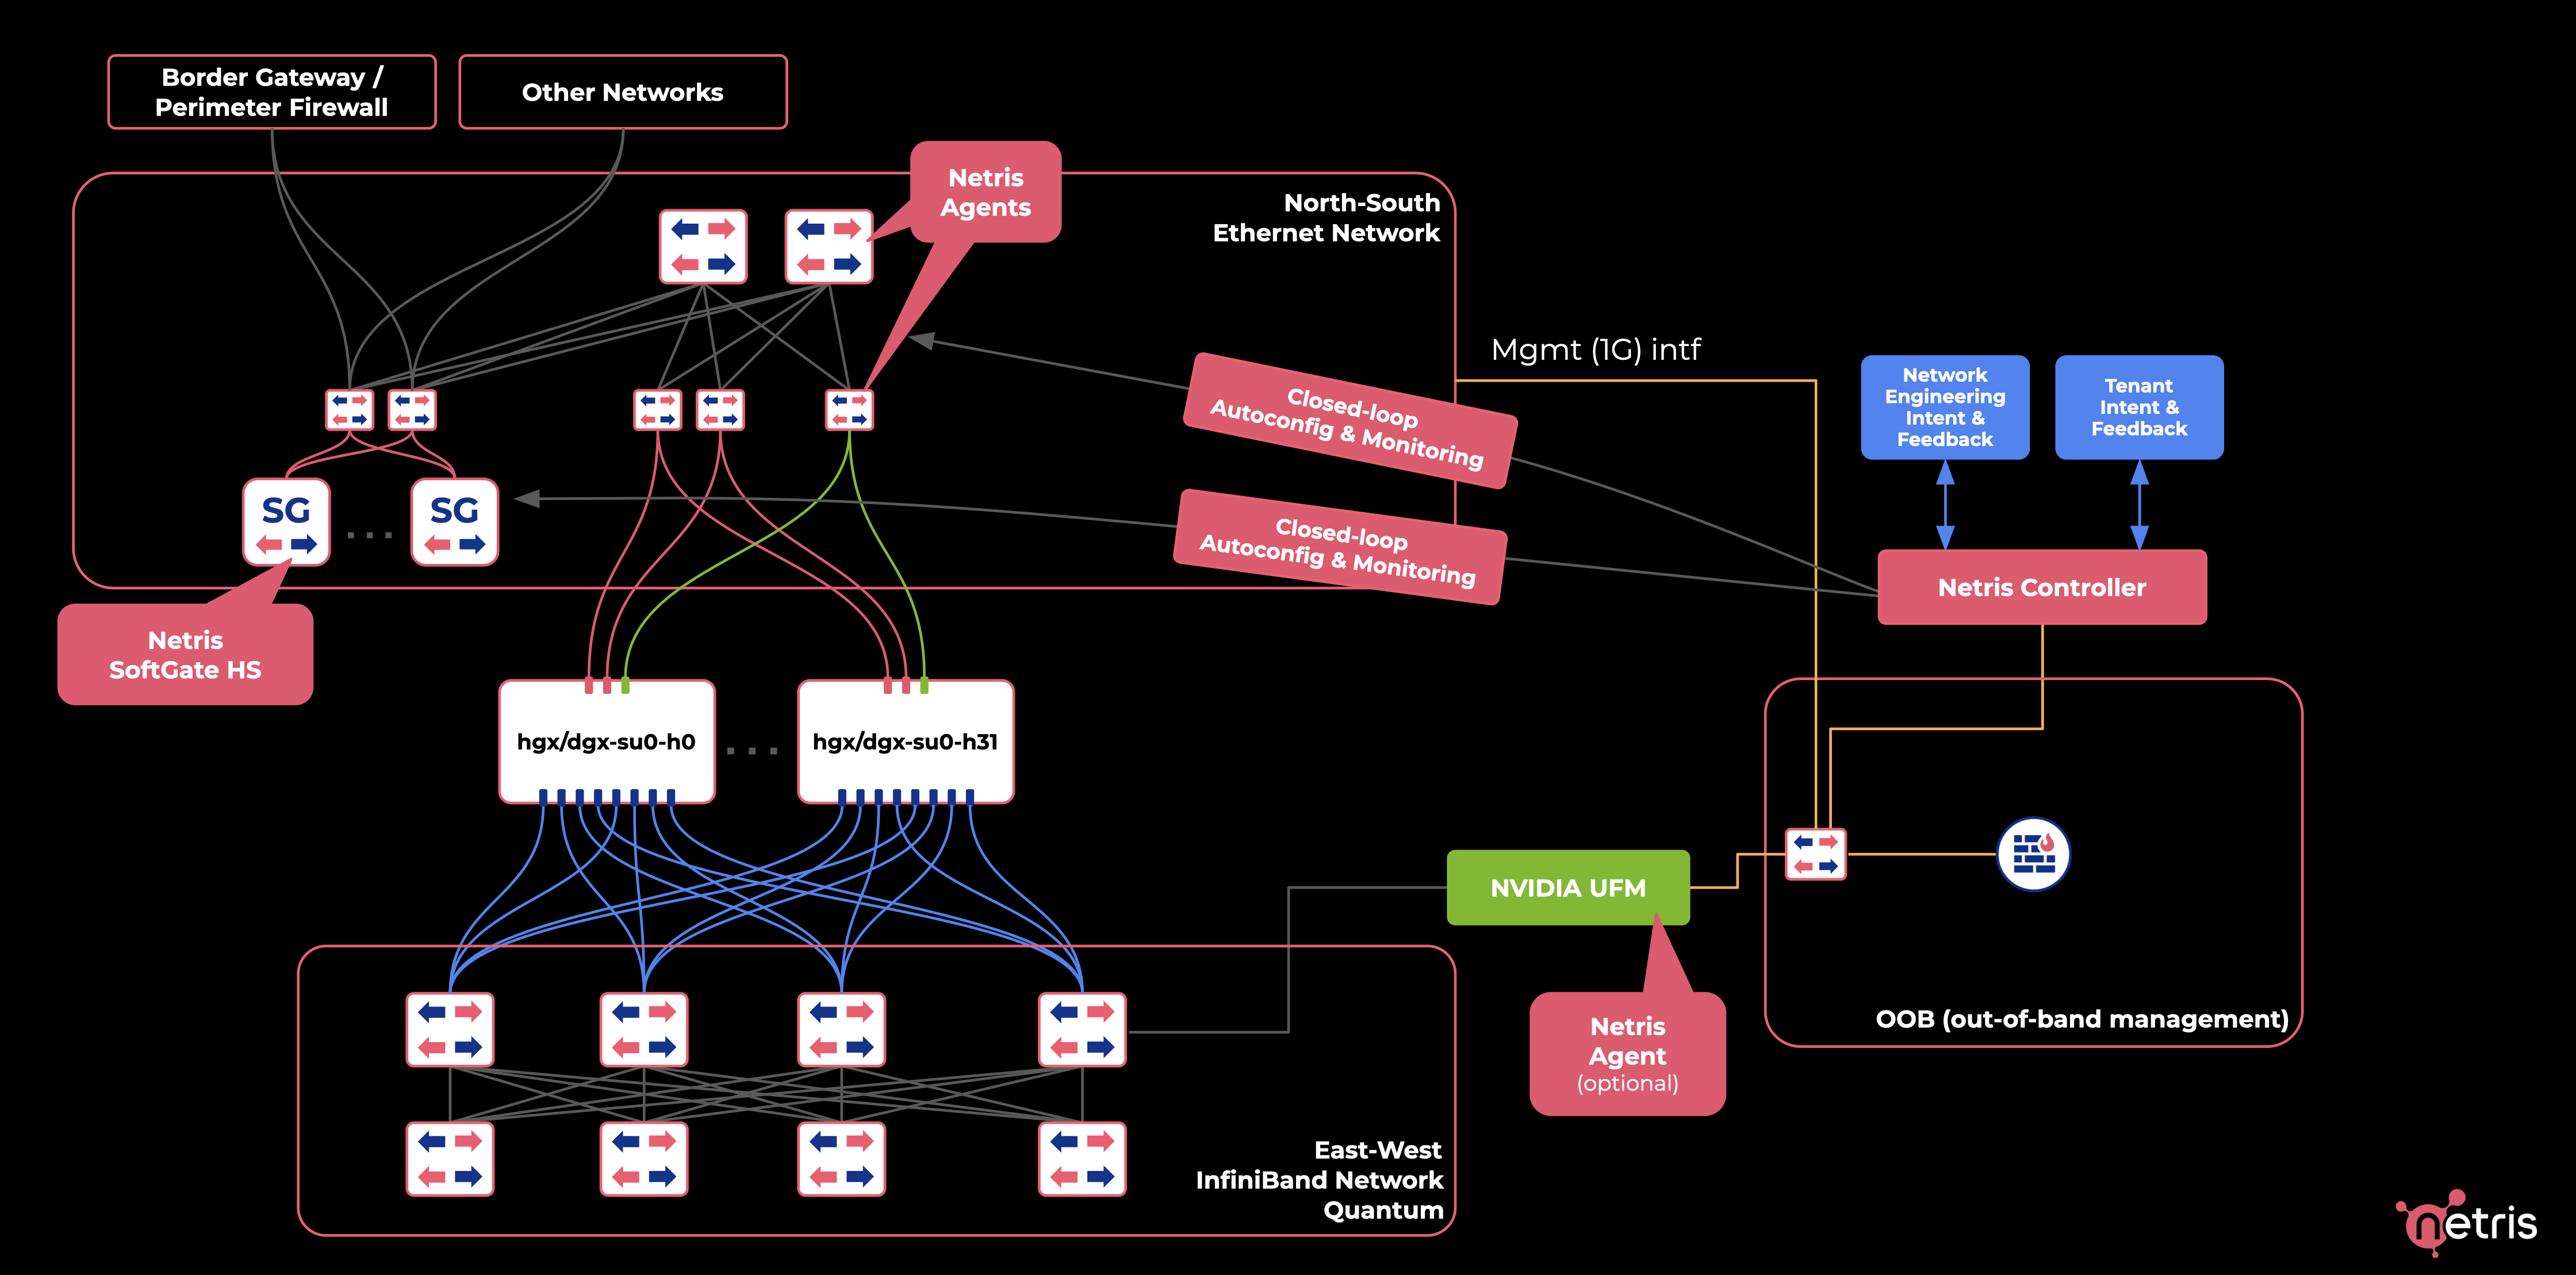 Border Gateway /
Perimeter Firewall
Other Networks
Netris
Agents
North-South
Ethernet Network
Mgmt (1G) intf
Closed-loop
Autoconfig & Monitoring
Network
Engineering
Intent &
Feedback
Tenant
Intent &
Feedback
SG
...
SG
Closed-loop
Autoconfig & Monitoring
Netris Controller
Netris
SoftGate HS
hgx/dgx-su0-h0
...
hgx/dgx-su0-h31
NVIDIA UFM
Netris
Agent
(optional)
OOB (out-of-band management)
East-West
InfiniBand Network
Quantum
netris